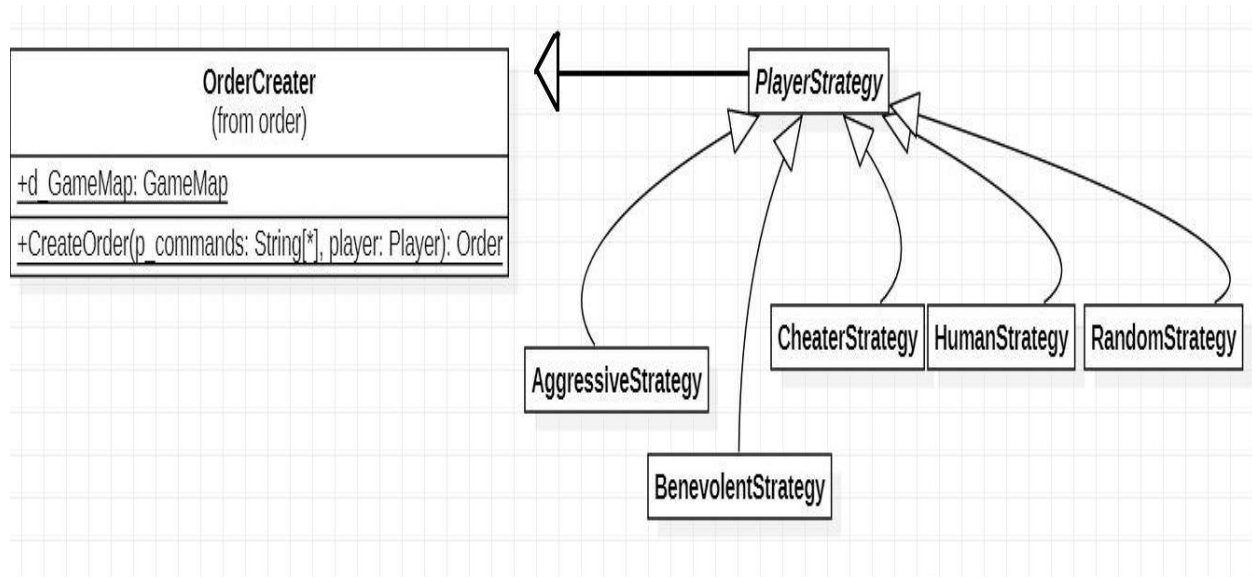 OrderCreater
(from order)
+d_GameMap: GameMap
+CreateOrder(p_commands: String[*], player: Player): Order
PlayerStrategy
CheaterStrategy
HumanStrategy
RandomStrategy
AggressiveStrategy
BenevolentStrategy